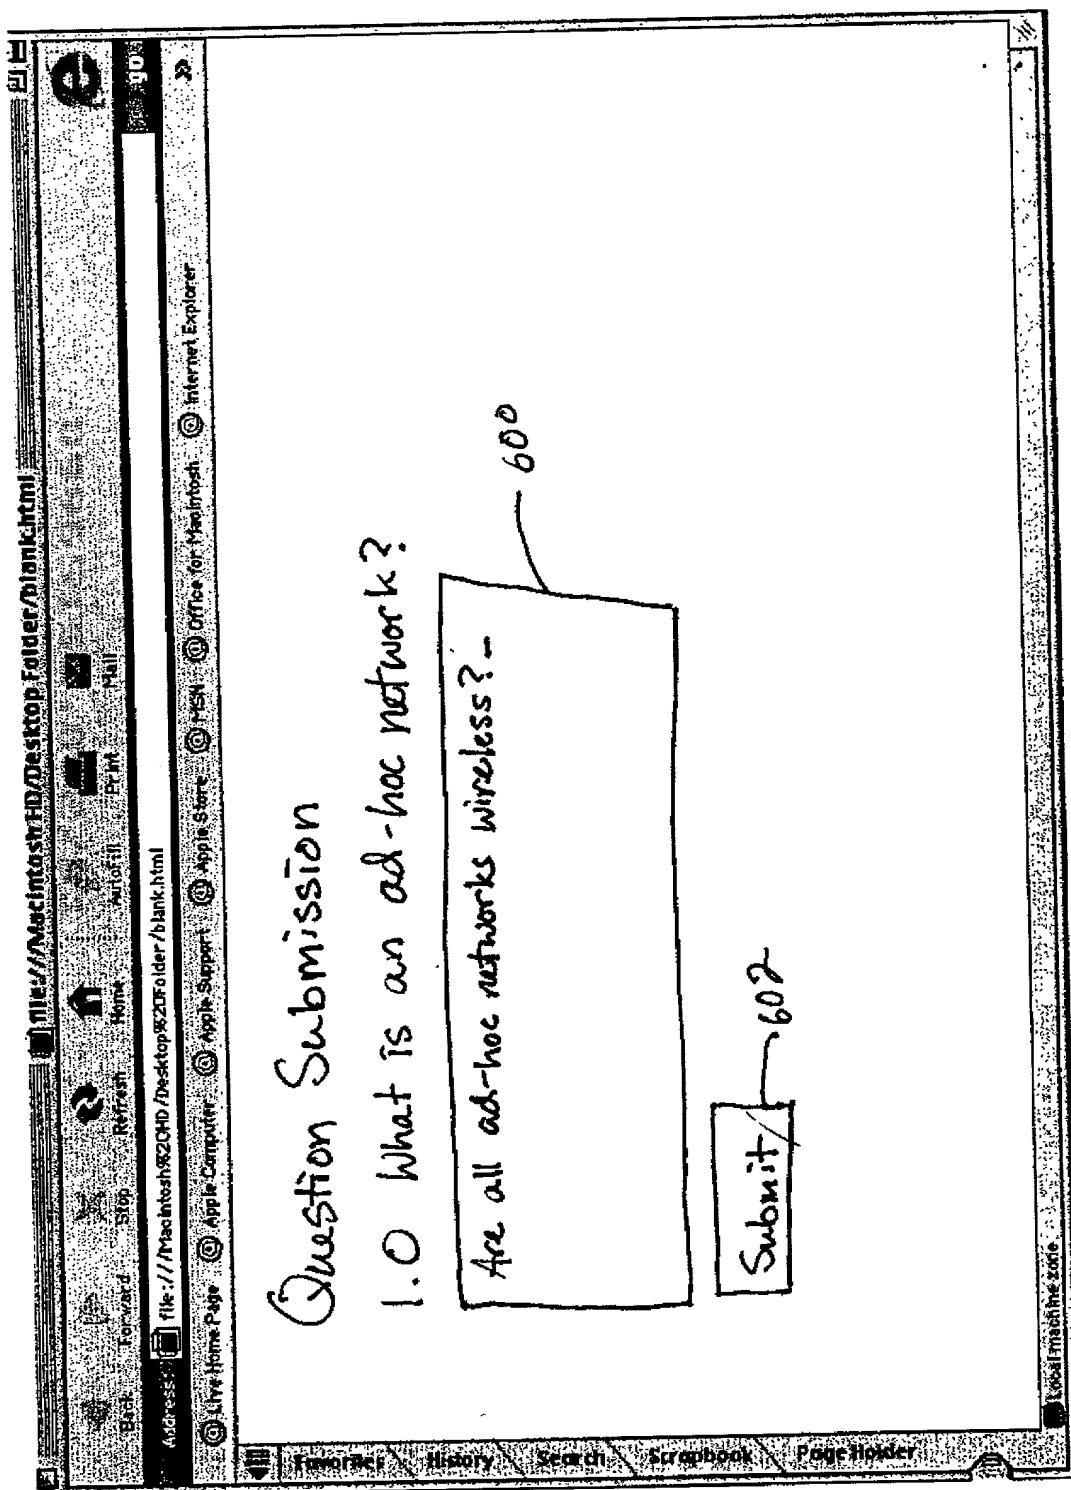 file:///Macintosh HD/Desktop Folder/blank.html
Back Forward Stop Refresh Home AutoFill Print Mail
Address file:///Macintosh%20HD/Desktop%20Folder/blank.html go
Live Home Page Apple Computer Apple Support Apple Store MSN Office for Macintosh Internet Explorer
Favorites
History
Search
Scrapbook
Page Holder
Question Submission
1.0 What is an ad-hoc network?
Are all ad-hoc networks wireless?_
600
Submit
602
Local machine zone